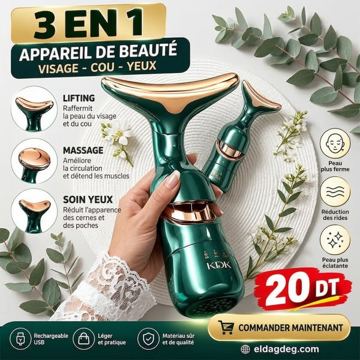 3 EN 1
APPAREIL DE BEAUTÉ
VISAGE - COU - YEUX
LIFTING
Raffermit
la peau du visage
et du cou
MASSAGE
Améliore
la circulation
et détend les muscles
SOIN YEUX
Réduit l'apparence
des cernes et
des poches
Peau
plus ferme
Réduction
des rides
Peau plus
éclatante
KDK
20 DT
COMMANDER MAINTENANT
Rechargeable
USB
Léger
et pratique
Matériau sûr
et de qualité
eldagdeg.com